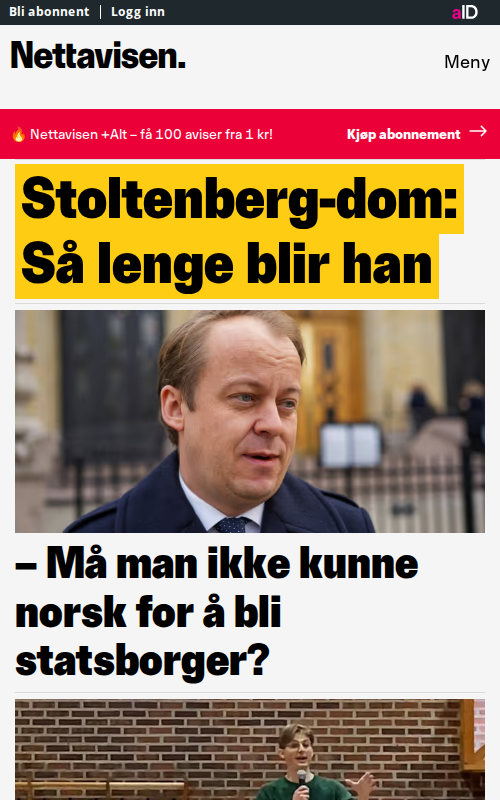 Bli abonnent | Logg inn
aID
Nettavisen.
Meny
🔥 Nettavisen +Alt – få 100 aviser fra 1 kr!
Kjøp abonnement →
Stoltenberg-dom:
Så lenge blir han
– Må man ikke kunne
norsk for å bli
statsborger?